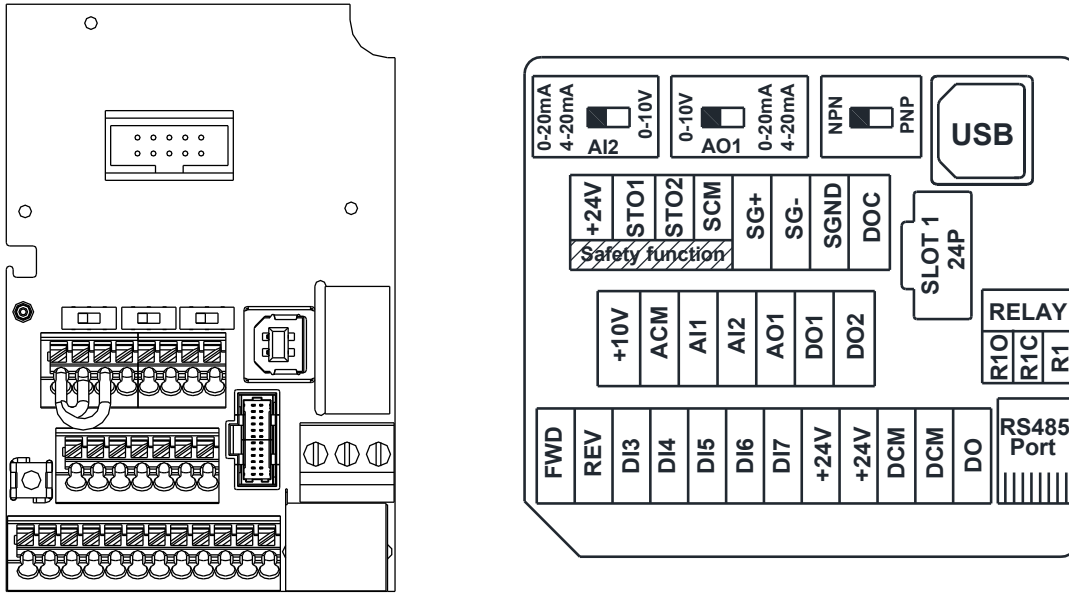 0-20mA
4-20mA
AI2
0-10V
0-10V
AO1
0-20mA
4-20mA
NPN
PNP
USB
+24V STO1 STO2 SCM SG+ SG- SGND DOC
Safety function
SLOT 1
24P
+10V ACM AI1 AI2 AO1 DO1 DO2
RELAY
R1O R1C R1
FWD REV DI3 DI4 DI5 DI6 DI7 +24V +24V DCM DCM DO
RS485
Port